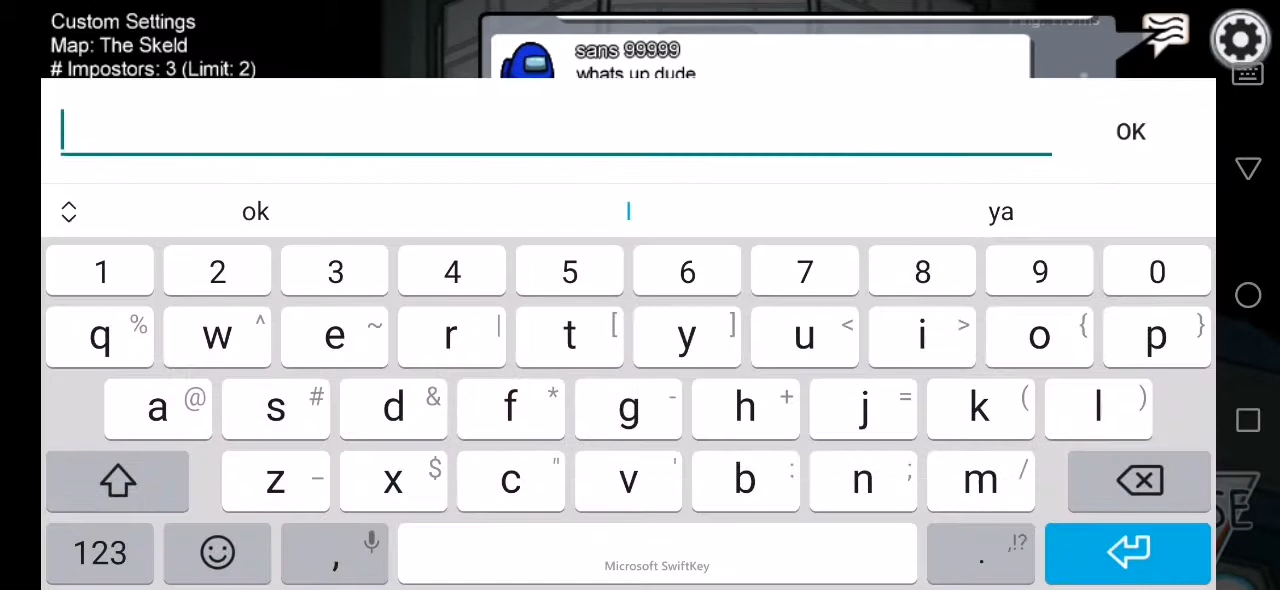 Custom Settings
Map: The Skeld
# Impostors: 3 (Limit: 2)
sans 99999
whats up dude
OK
ok I ya
1 2 3 4 5 6 7 8 9 0
q % w ^ e ~ r | t [ y ] u < i > o { p }
a @ s # d & f * g - h + j = k ( l )
z _ x $ c " v ' b : n ; m /
123 , . ,!?
Microsoft SwiftKey